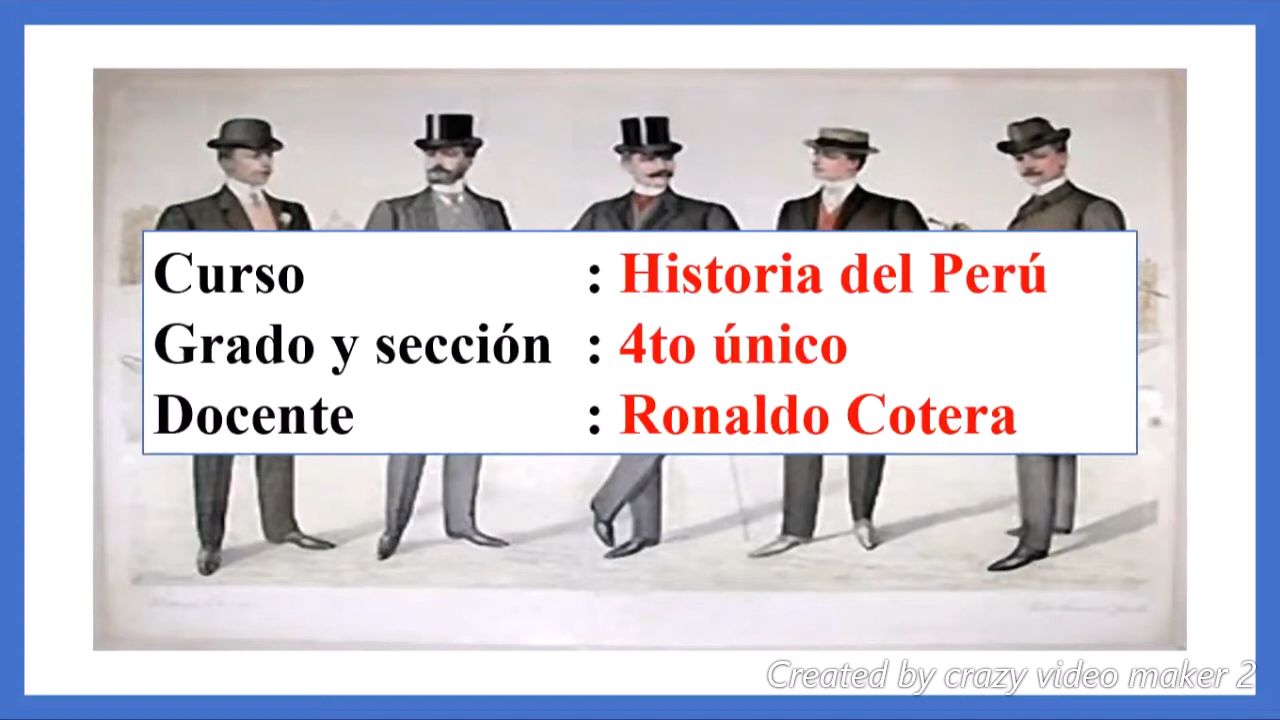 Curso : Historia del Perú
Grado y sección : 4to único
Docente : Ronaldo Cotera
Created by crazy video maker 2